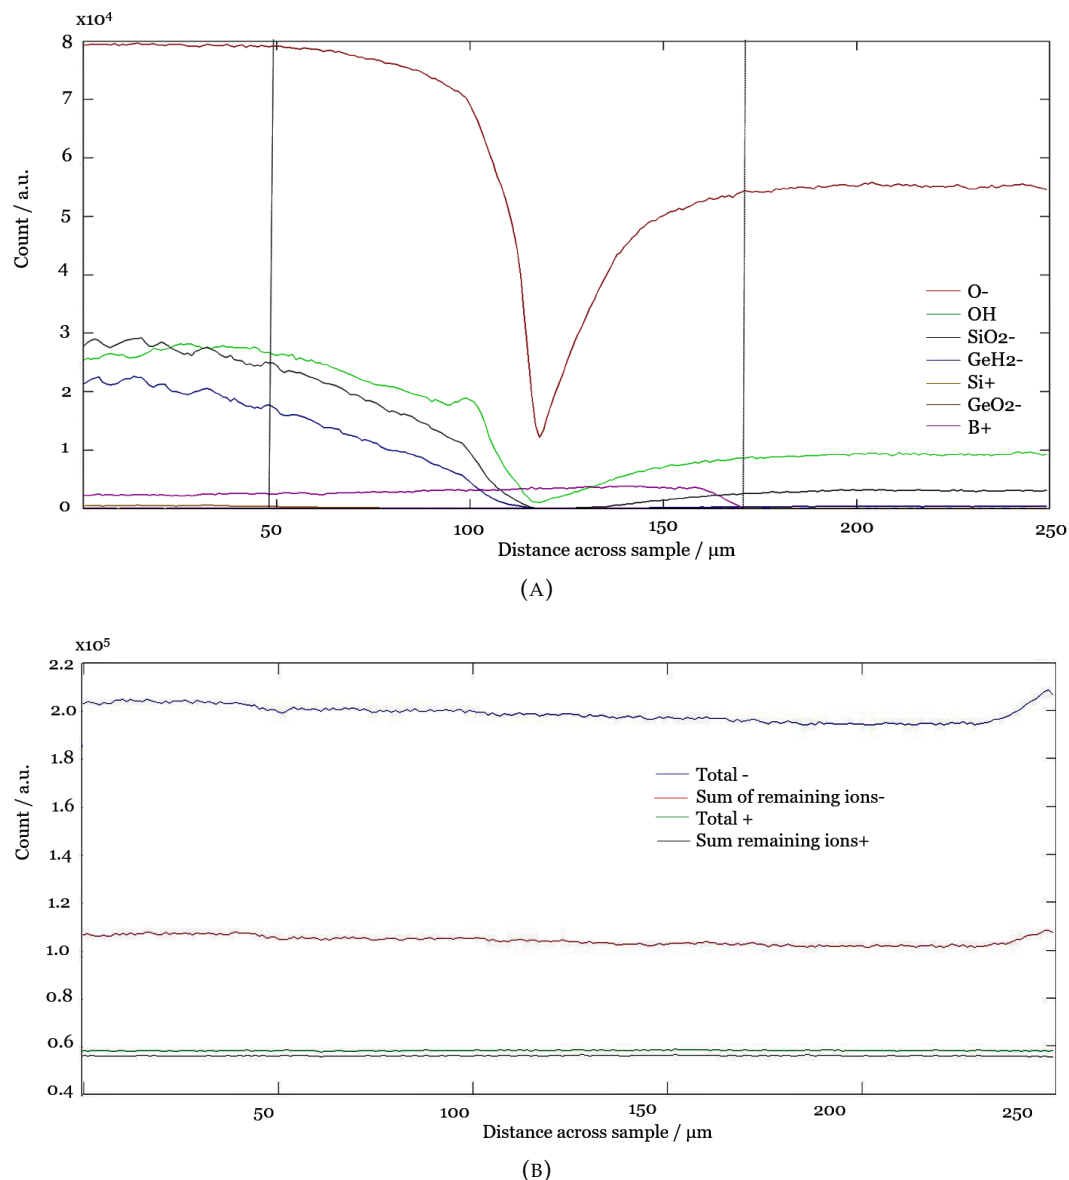 x10⁴
8
7
6
5
4
3
2
1
0
Count / a.u.
O-
OH
SiO2-
GeH2-
Si+
GeO2-
B+
50
100
150
200
250
Distance across sample / µm
(A)
x10⁵
2.2
2.0
1.8
1.6
1.4
1.2
1.0
0.8
0.6
0.4
Count / a.u.
Total -
Sum of remaining ions-
Total +
Sum remaining ions+
50
100
150
200
250
Distance across sample / µm
(B)